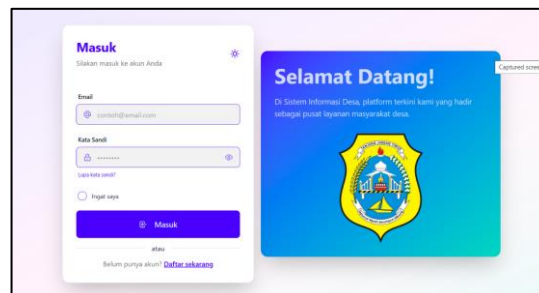 Masuk
Silakan masuk ke akun Anda
Email
contoh@email.com
Kata Sandi
Lupa kata sandi?
Ingat saya
Masuk
atau
Belum punya akun? Daftar sekarang
Selamat Datang!
Di Sistem Informasi Desa, platform terkini kami yang hadir
sebagai pusat layanan masyarakat desa.
Captured scree